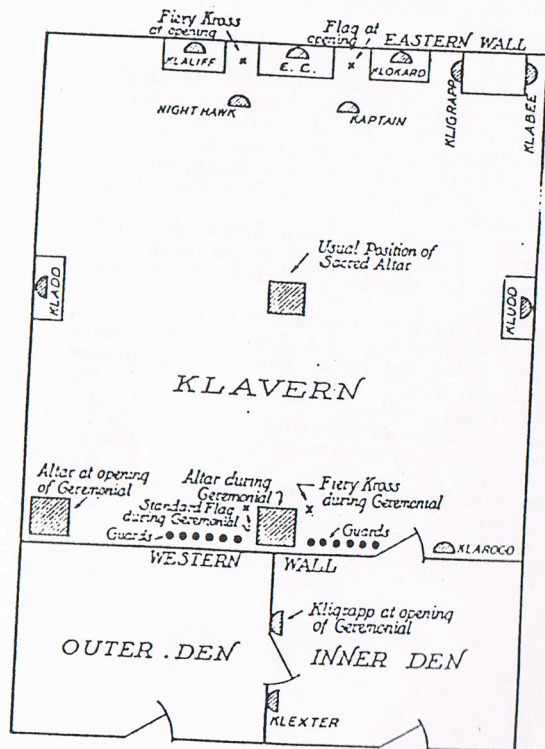 Fiery Kross
at opening
Flag at
opening
EASTERN WALL
KLALIFF
E. C.
KLOKARD
KLIGRAPP
KLABEE
NIGHT HAWK
KAPTAIN
Usual Position of
Sacred Altar
KLADD
KLUDD
KLAVERN
Altar at opening
of Ceremonial
Altar during
Ceremonial
Standard Flag
during Ceremonial
Fiery Kross
during Ceremonial
Guards
Guards
WESTERN WALL
KLAROGO
Kligrapp at opening
of Ceremonial
OUTER . DEN
INNER DEN
KLEXTER